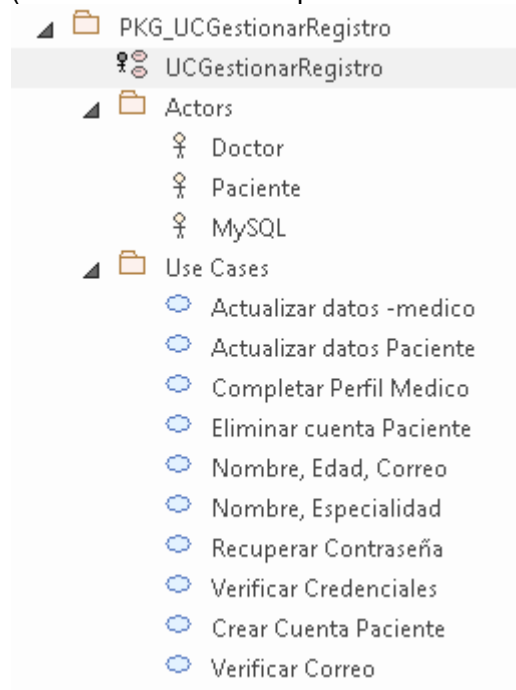 PKG_UCGestionarRegistro
UCGestionarRegistro
Actors
Doctor
Paciente
MySQL
Use Cases
Actualizar datos -medico
Actualizar datos Paciente
Completar Perfil Medico
Eliminar cuenta Paciente
Nombre, Edad, Correo
Nombre, Especialidad
Recuperar Contraseña
Verificar Credenciales
Crear Cuenta Paciente
Verificar Correo